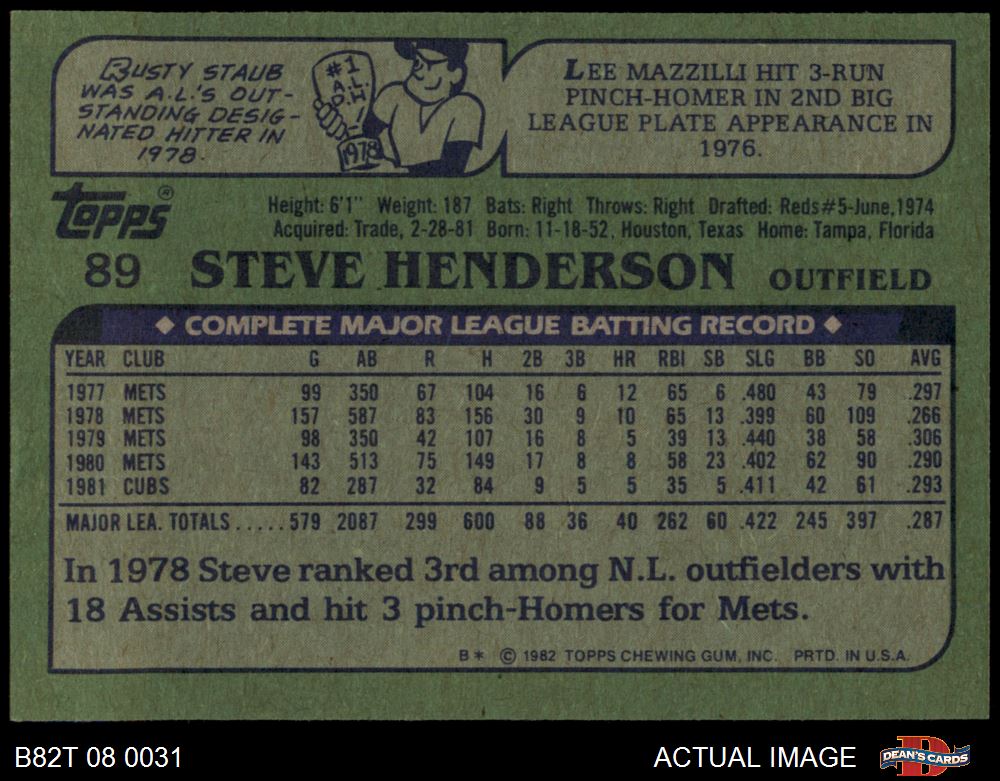 RUSTY STAUB
WAS A.L.'S OUT-
STANDING DESIG-
NATED HITTER IN
1978.
#1
A.L.
D.H.
1978
LEE MAZZILLI HIT 3-RUN
PINCH-HOMER IN 2ND BIG
LEAGUE PLATE APPEARANCE IN
1976.
Topps®
Height: 6'1" Weight: 187 Bats: Right Throws: Right Drafted: Reds#5-June,1974
Acquired: Trade, 2-28-81 Born: 11-18-52, Houston, Texas Home: Tampa, Florida
89 STEVE HENDERSON OUTFIELD
◆ COMPLETE MAJOR LEAGUE BATTING RECORD ◆
YEAR CLUB G AB R H 2B 3B HR RBI SB SLG BB SO AVG
1977 METS 99 350 67 104 16 6 12 65 6 .480 43 79 .297
1978 METS 157 587 83 156 30 9 10 65 13 .399 60 109 .266
1979 METS 98 350 42 107 16 8 5 39 13 .440 38 58 .306
1980 METS 143 513 75 149 17 8 8 58 23 .402 62 90 .290
1981 CUBS 82 287 32 84 9 5 5 35 5 .411 42 61 .293
MAJOR LEA. TOTALS ..... 579 2087 299 600 88 36 40 262 60 .422 245 397 .287
In 1978 Steve ranked 3rd among N.L. outfielders with
18 Assists and hit 3 pinch-Homers for Mets.
B* © 1982 TOPPS CHEWING GUM, INC. PRTD. IN U.S.A.
B82T 08 0031
ACTUAL IMAGE
DEAN'S CARDS